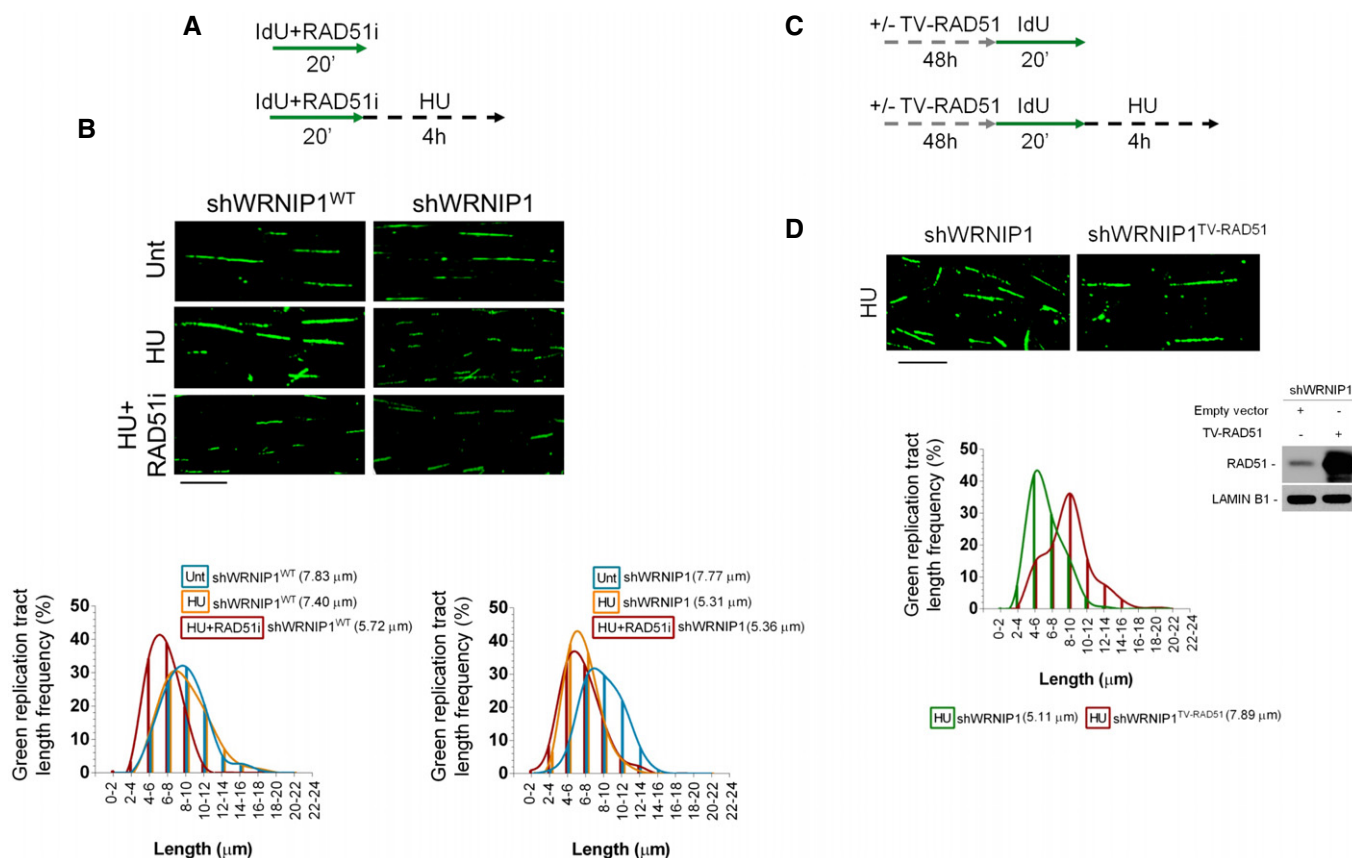 A
IdU+RAD51i
20'
IdU+RAD51i HU
20' 4h
B
shWRNIP1WT shWRNIP1
Unt
HU
HU+
RAD51i
Unt shWRNIP1WT (7.83 µm)
HU shWRNIP1WT (7.40 µm)
HU+RAD51i shWRNIP1WT (5.72 µm)
Green replication tract
length frequency (%)
50
40
30
20
10
0
0-2
2-4
4-6
6-8
8-10
10-12
12-14
14-16
16-18
18-20
20-22
22-24
Length (µm)
Unt shWRNIP1 (7.77 µm)
HU shWRNIP1 (5.31 µm)
HU+RAD51i shWRNIP1 (5.36 µm)
Green replication tract
length frequency (%)
50
40
30
20
10
0
0-2
2-4
4-6
6-8
8-10
10-12
12-14
14-16
16-18
18-20
20-22
22-24
Length (µm)
C
+/- TV-RAD51 IdU
48h 20'
+/- TV-RAD51 IdU HU
48h 20' 4h
D
shWRNIP1 shWRNIP1TV-RAD51
HU
shWRNIP1
Empty vector + -
TV-RAD51 - +
RAD51 -
LAMIN B1 -
Green replication tract
length frequency (%)
50
40
30
20
10
0
0-2
2-4
4-6
6-8
8-10
10-12
12-14
14-16
16-18
18-20
20-22
22-24
Length (µm)
HU shWRNIP1 (5.11 µm) HU shWRNIP1TV-RAD51 (7.89 µm)